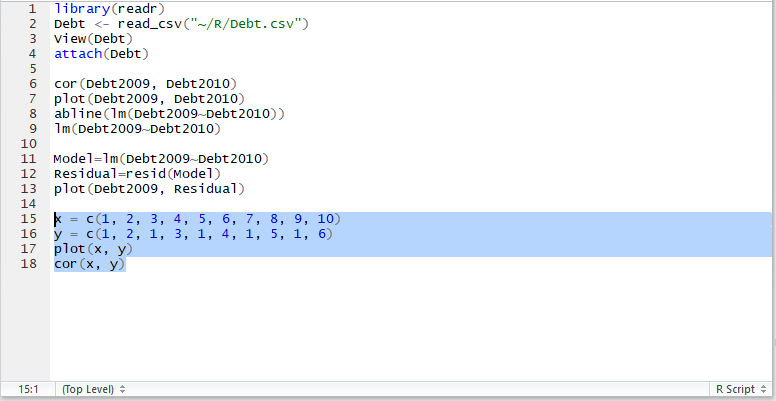 1 library(readr)
2 Debt <- read_csv("~/R/Debt.csv")
3 View(Debt)
4 attach(Debt)
5
6 cor(Debt2009, Debt2010)
7 plot(Debt2009, Debt2010)
8 abline(lm(Debt2009~Debt2010))
9 lm(Debt2009~Debt2010)
10
11 Model=lm(Debt2009~Debt2010)
12 Residual=resid(Model)
13 plot(Debt2009, Residual)
14
15 x = c(1, 2, 3, 4, 5, 6, 7, 8, 9, 10)
16 y = c(1, 2, 1, 3, 1, 4, 1, 5, 1, 6)
17 plot(x, y)
18 cor(x, y)
15:1 (Top Level) R Script